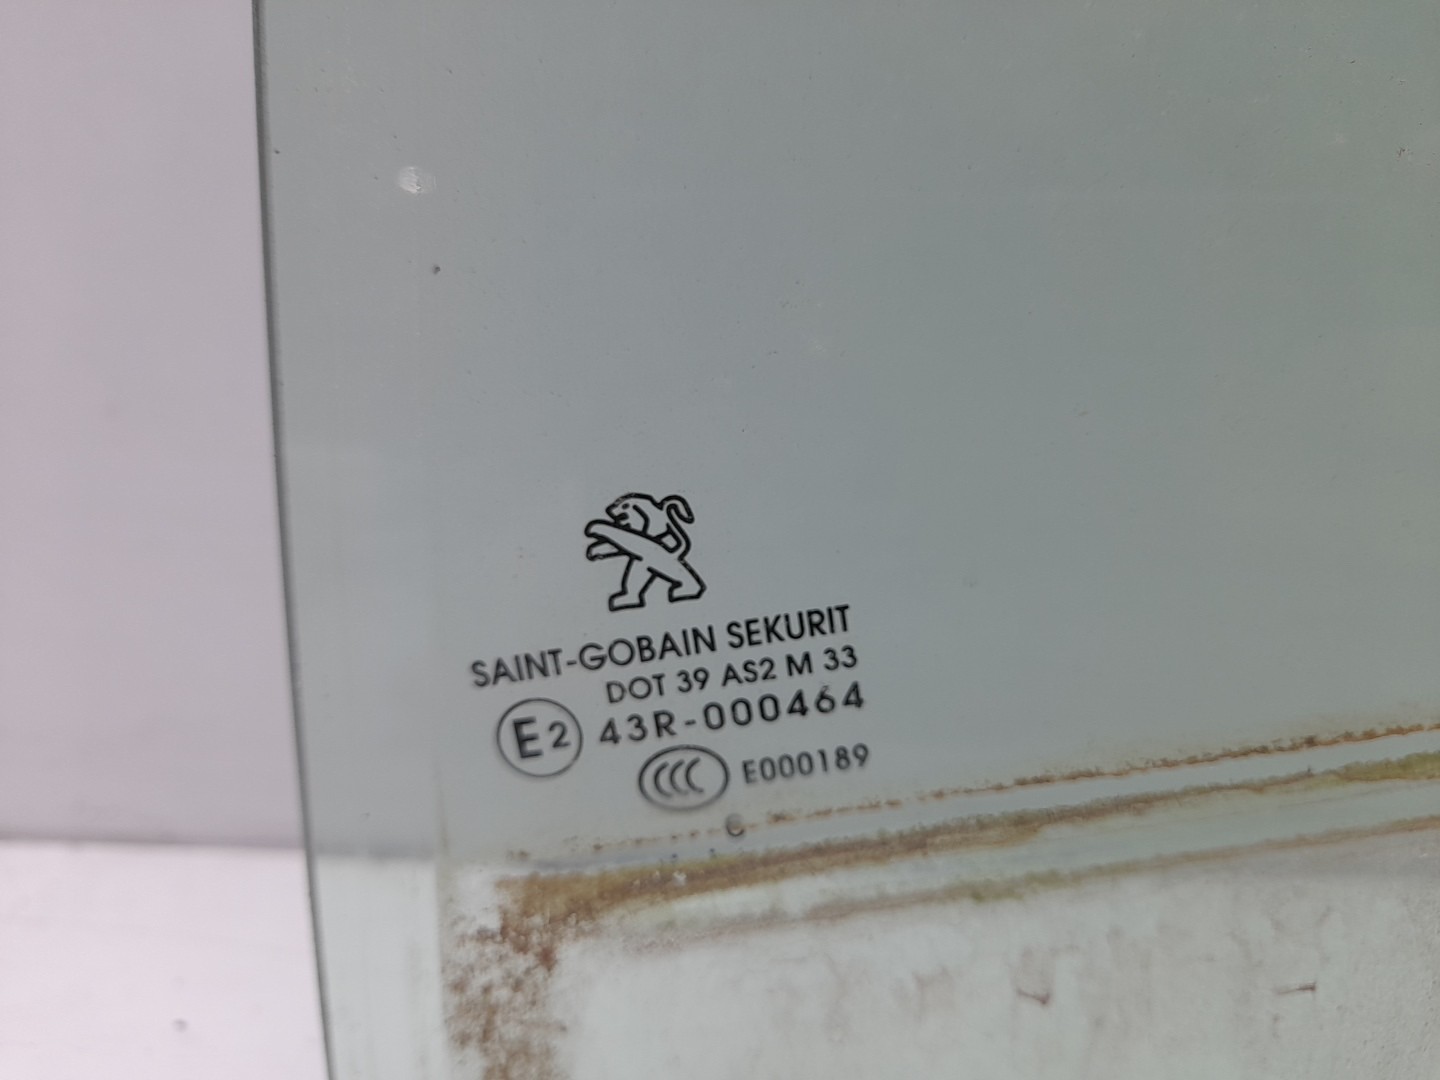 SAINT-GOBAIN SEKURIT
DOT 39 AS2 M 33
E2 43R-000464
CCC E000189